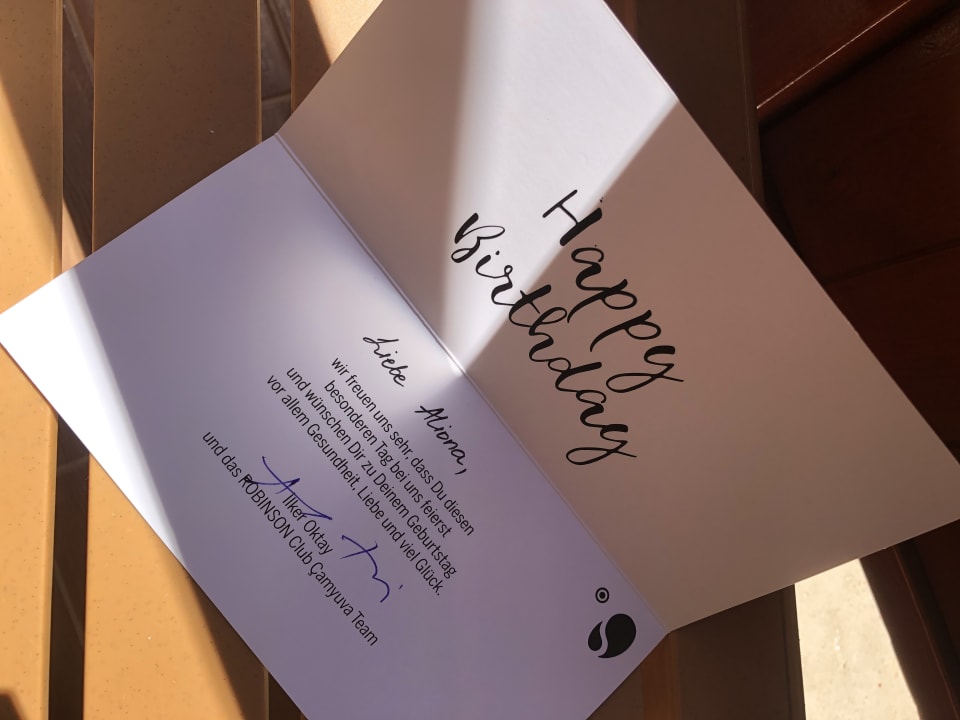 Happy
Birthday
Liebe Aliona,
wir freuen uns sehr, dass Du diesen
besonderen Tag bei uns feierst
und wünschen Dir zu Deinem Geburtstag
vor allem Gesundheit, Liebe und viel Glück.
Ilker Oktay
und das ROBINSON Club Çamyuva Team